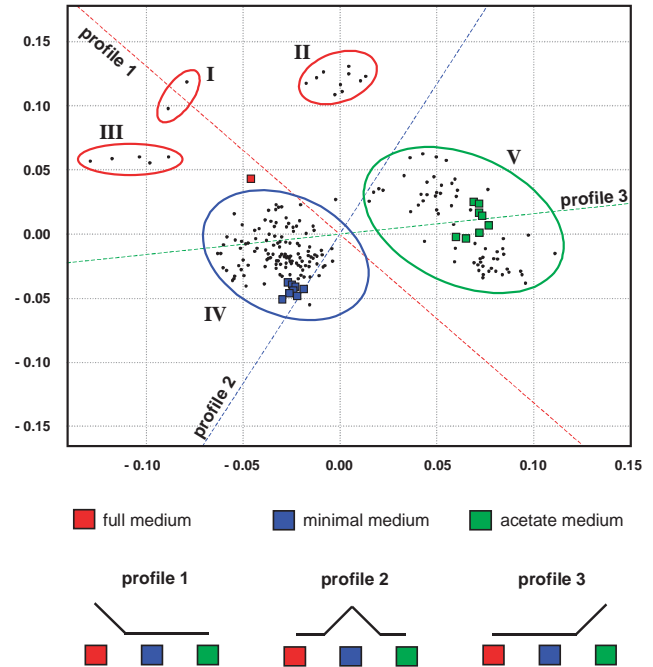 0.15
0.10
0.05
0.00
- 0.05
- 0.10
- 0.15
profile 1
I
II
III
V
profile 3
IV
profile 2
- 0.10
- 0.05
0.00
0.05
0.10
0.15
full medium
minimal medium
acetate medium
profile 1
profile 2
profile 3